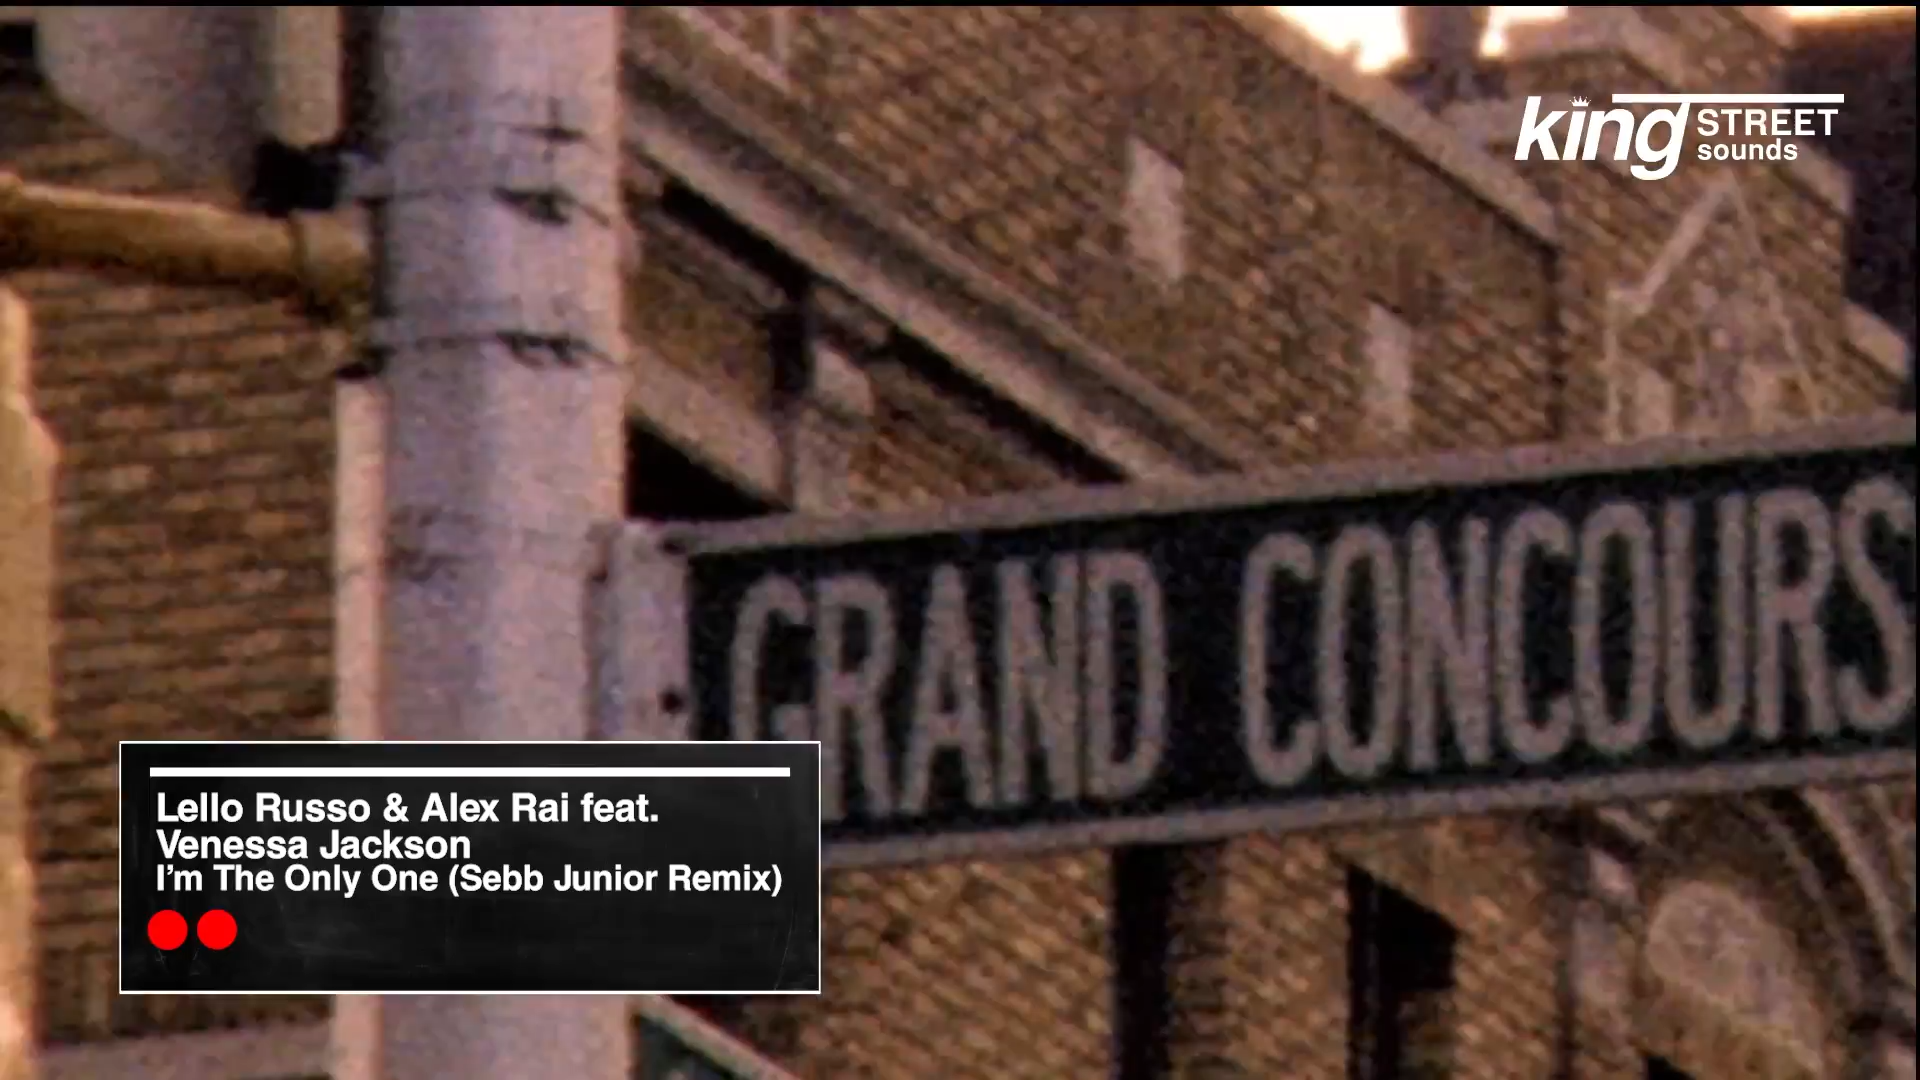 king STREET
sounds
GRAND CONCOURS
Lello Russo & Alex Rai feat.
Venessa Jackson
I'm The Only One (Sebb Junior Remix)